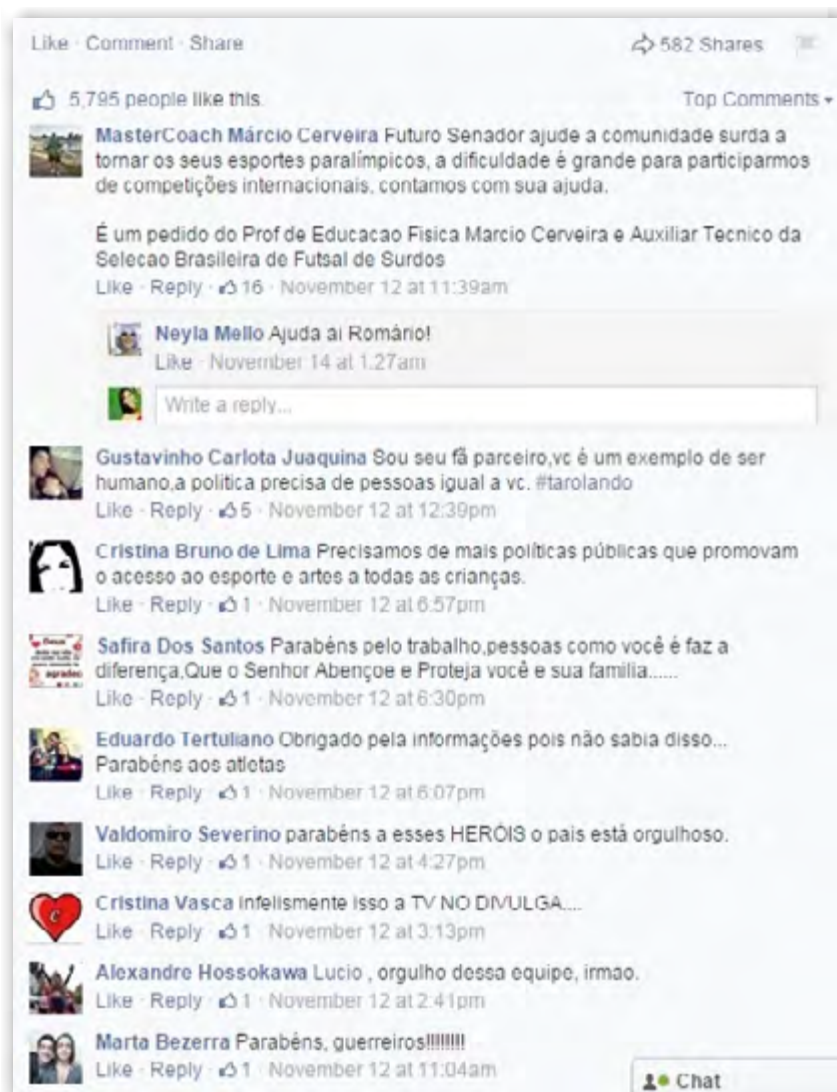 Like · Comment · Share
582 Shares
5,795 people like this.
Top Comments
MasterCoach Márcio Cerveira Futuro Senador ajude a comunidade surda a
tornar os seus esportes paralímpicos, a dificuldade é grande para participarmos
de competições internacionais, contamos com sua ajuda.
É um pedido do Prof de Educacao Fisica Marcio Cerveira e Auxiliar Tecnico da
Selecao Brasileira de Futsal de Surdos
Like · Reply · 16 · November 12 at 11:39am
Neyla Mello Ajuda ai Romário!
Like · November 14 at 1:27am
Write a reply...
Gustavinho Carlota Juaquina Sou seu fã parceiro,vc é um exemplo de ser
humano,a politica precisa de pessoas igual a vc. #tarolando
Like · Reply · 5 · November 12 at 12:39pm
Cristina Bruno de Lima Precisamos de mais políticas públicas que promovam
o acesso ao esporte e artes a todas as crianças.
Like · Reply · 1 · November 12 at 6:57pm
Safira Dos Santos Parabéns pelo trabalho,pessoas como você é faz a
diferença,Que o Senhor Abençoe e Proteja você e sua familia......
Like · Reply · 1 · November 12 at 6:30pm
Eduardo Tertuliano Obrigado pela informações pois não sabia disso...
Parabéns aos atletas
Like · Reply · 1 · November 12 at 6:07pm
Valdomiro Severino parabéns a esses HERÓIS o pais está orgulhoso.
Like · Reply · 1 · November 12 at 4:27pm
Cristina Vasca infelismente isso a TV NO DIVULGA....
Like · Reply · 1 · November 12 at 3:13pm
Alexandre Hossokawa Lucio , orgulho dessa equipe, irmao.
Like · Reply · 1 · November 12 at 2:41pm
Marta Bezerra Parabéns, guerreiros!!!!!!!!
Like · Reply · 1 · November 12 at 11:04am
Chat